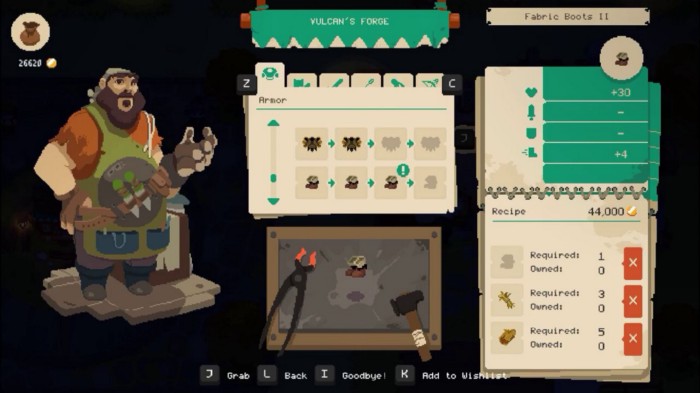 VULCAN'S FORGE
Fabric Boots II
26620
Z
C
Armor
+30
-
-
+4
J
Recipe 44,000
Required: 1
Owned: 0
Required: 3
Owned: 0
Required: 5
Owned: 0
J Grab L Back I Goodbye! K Add to Wishlist